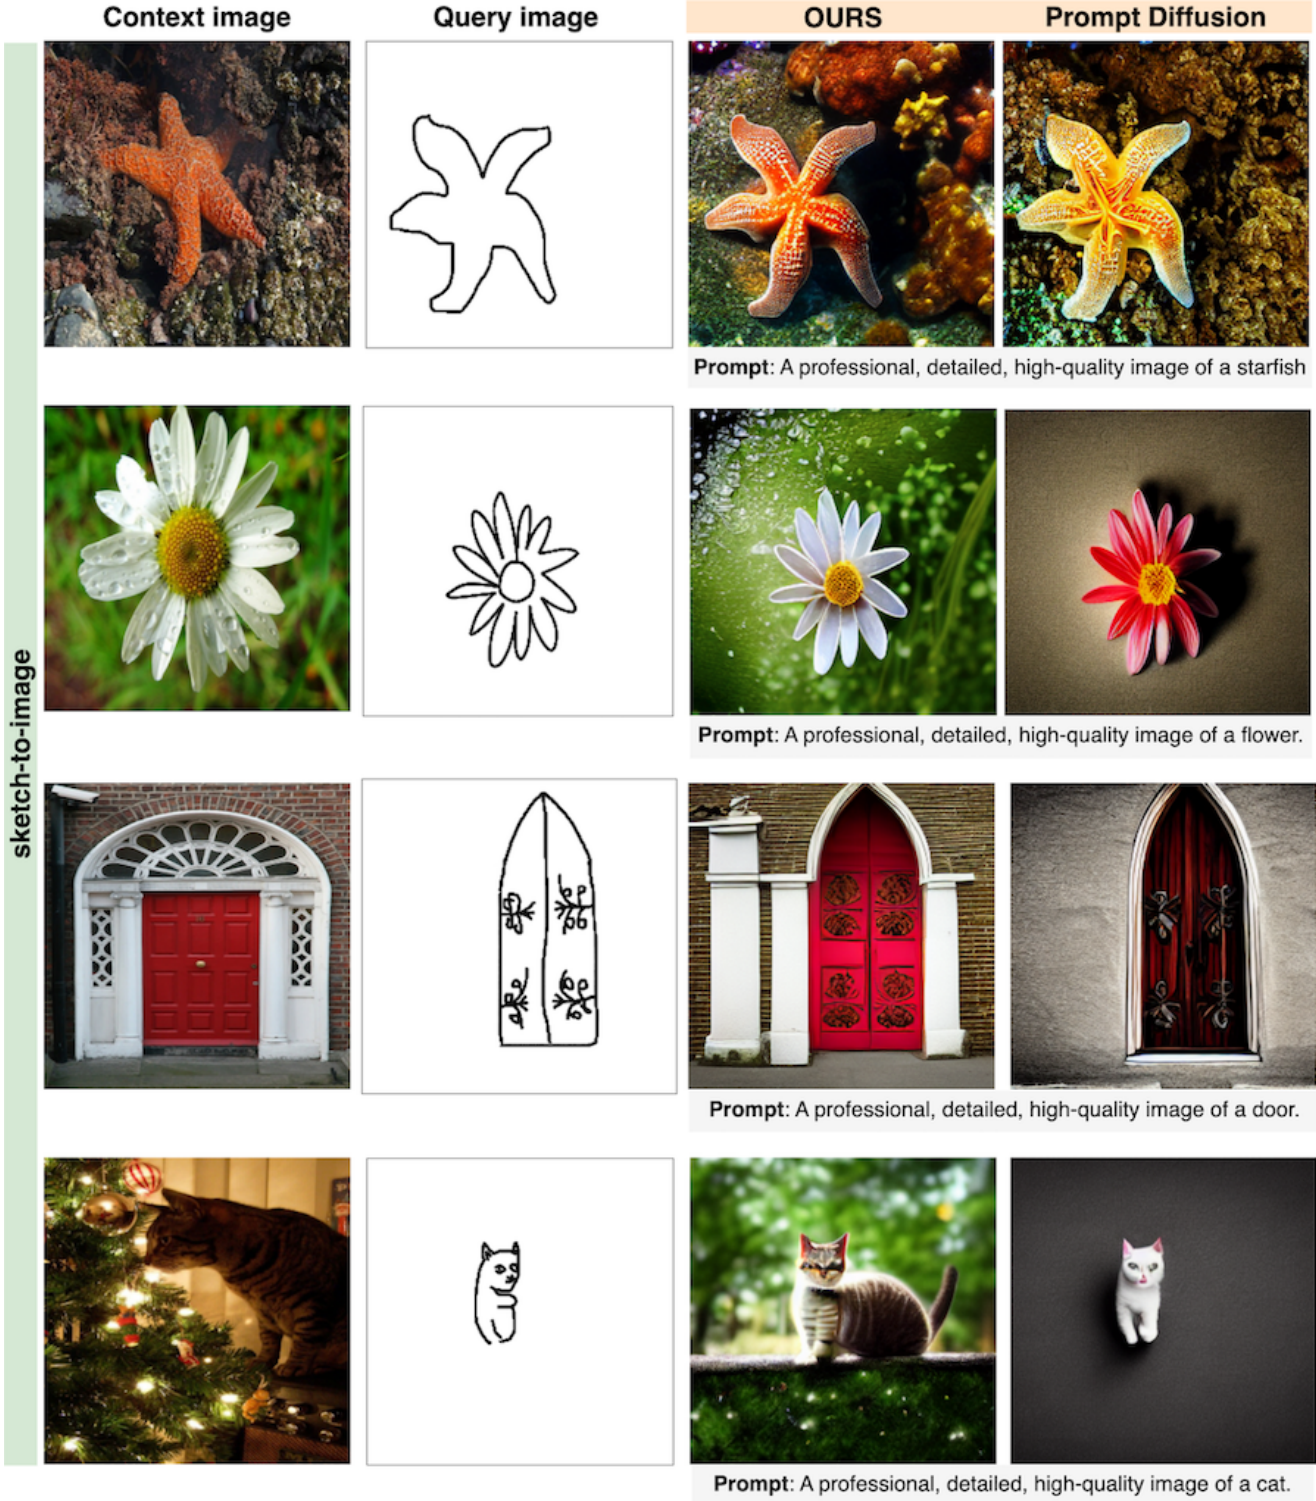 Context image
Query image
OURS
Prompt Diffusion
sketch-to-image
Prompt: A professional, detailed, high-quality image of a starfish
Prompt: A professional, detailed, high-quality image of a flower.
Prompt: A professional, detailed, high-quality image of a door.
Prompt: A professional, detailed, high-quality image of a cat.